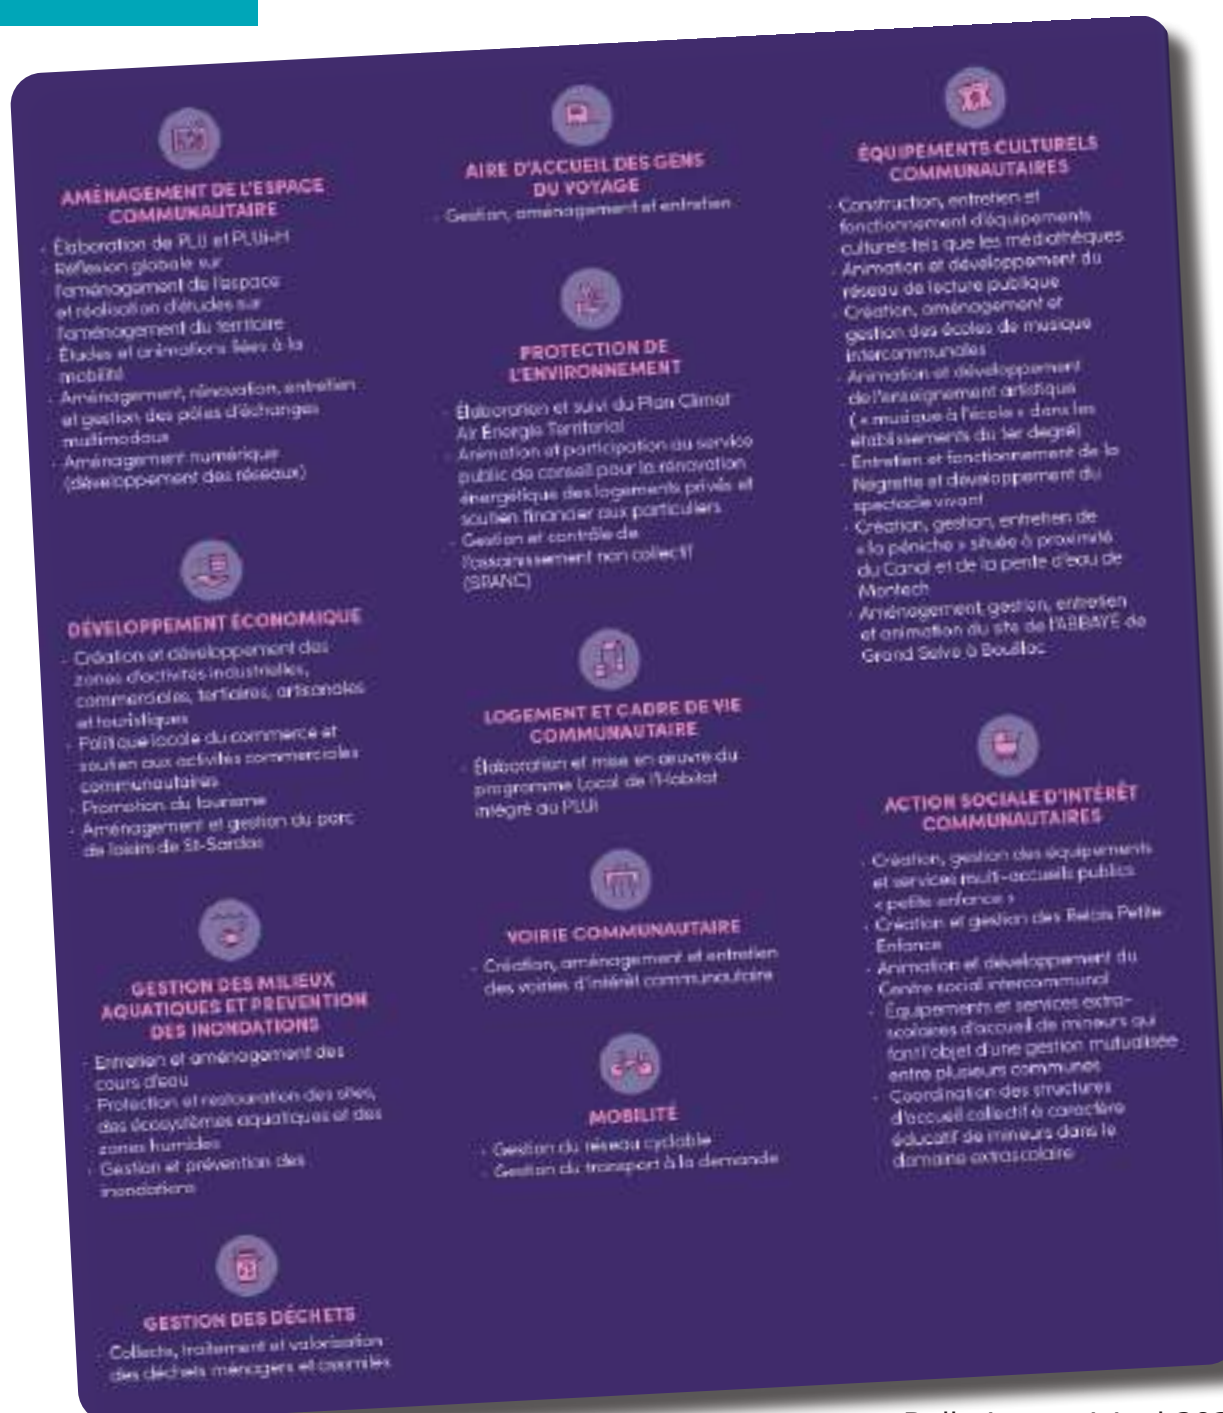 AMÉNAGEMENT DE L'ESPACE
COMMUNAUTAIRE
- Élaboration de PLU et PLUi-H
- Réflexion globale sur
l'aménagement de l'espace
et réalisation d'études sur
l'aménagement du territoire
- Études et animations liées à la
mobilité
- Aménagement, rénovation, entretien
et gestion des pôles d'échanges
multimodaux
- Aménagement numérique
(développement des réseaux)
DÉVELOPPEMENT ÉCONOMIQUE
- Création et développement des
zones d'activités industrielles,
commerciales, tertiaires, artisanales
et touristiques
- Politique locale du commerce et
soutien aux activités commerciales
communautaires
- Promotion du tourisme
- Aménagement et gestion du parc
de loisirs de St-Sardos
GESTION DES MILIEUX
AQUATIQUES ET PREVENTION
DES INONDATIONS
- Entretien et aménagement des
cours d'eau
- Protection et restauration des sites,
des écosystèmes aquatiques et des
zones humides
- Gestion et prévention des
inondations
GESTION DES DÉCHETS
- Collecte, traitement et valorisation
des déchets ménagers et assimilés
AIRE D'ACCUEIL DES GENS
DU VOYAGE
- Gestion, aménagement et entretien
PROTECTION DE
L'ENVIRONNEMENT
- Élaboration et suivi du Plan Climat
Air Énergie Territorial
- Animation et participation au service
public de conseil pour la rénovation
énergétique des logements privés et
soutien financier aux particuliers
- Gestion et contrôle de
l'assainissement non collectif
(SPANC)
LOGEMENT ET CADRE DE VIE
COMMUNAUTAIRE
- Élaboration et mise en œuvre du
programme Local de l'Habitat
intégré au PLUi
VOIRIE COMMUNAUTAIRE
- Création, aménagement et entretien
des voiries d'intérêt communautaire
MOBILITÉ
- Gestion du réseau cyclable
- Gestion du transport à la demande
ÉQUIPEMENTS CULTURELS
COMMUNAUTAIRES
- Construction, entretien et
fonctionnement d'équipements
culturels tels que les médiathèques
- Animation et développement du
réseau de lecture publique
- Création, aménagement et
gestion des écoles de musique
intercommunales
- Animation et développement
de l'enseignement artistique
( « musique à l'école » dans les
établissements du 1er degré)
- Entretien et fonctionnement de la
Négrette et développement du
spectacle vivant
- Création, gestion, entretien de
« la péniche » située à proximité
du Canal et de la pente d'eau de
Montech
- Aménagement, gestion, entretien
et animation du site de l'ABBAYE de
Grand Selve à Bouillac
ACTION SOCIALE D'INTÉRÊT
COMMUNAUTAIRES
- Création, gestion des équipements
et services multi-accueils publics
« petite enfance »
- Création et gestion des Relais Petite
Enfance
- Animation et développement du
Centre social intercommunal
- Équipements et services extra-
scolaires d'accueil de mineurs qui
font l'objet d'une gestion mutualisée
entre plusieurs communes
- Coordination des structures
d'accueil collectif à caractère
éducatif de mineurs dans le
domaine extrascolaire